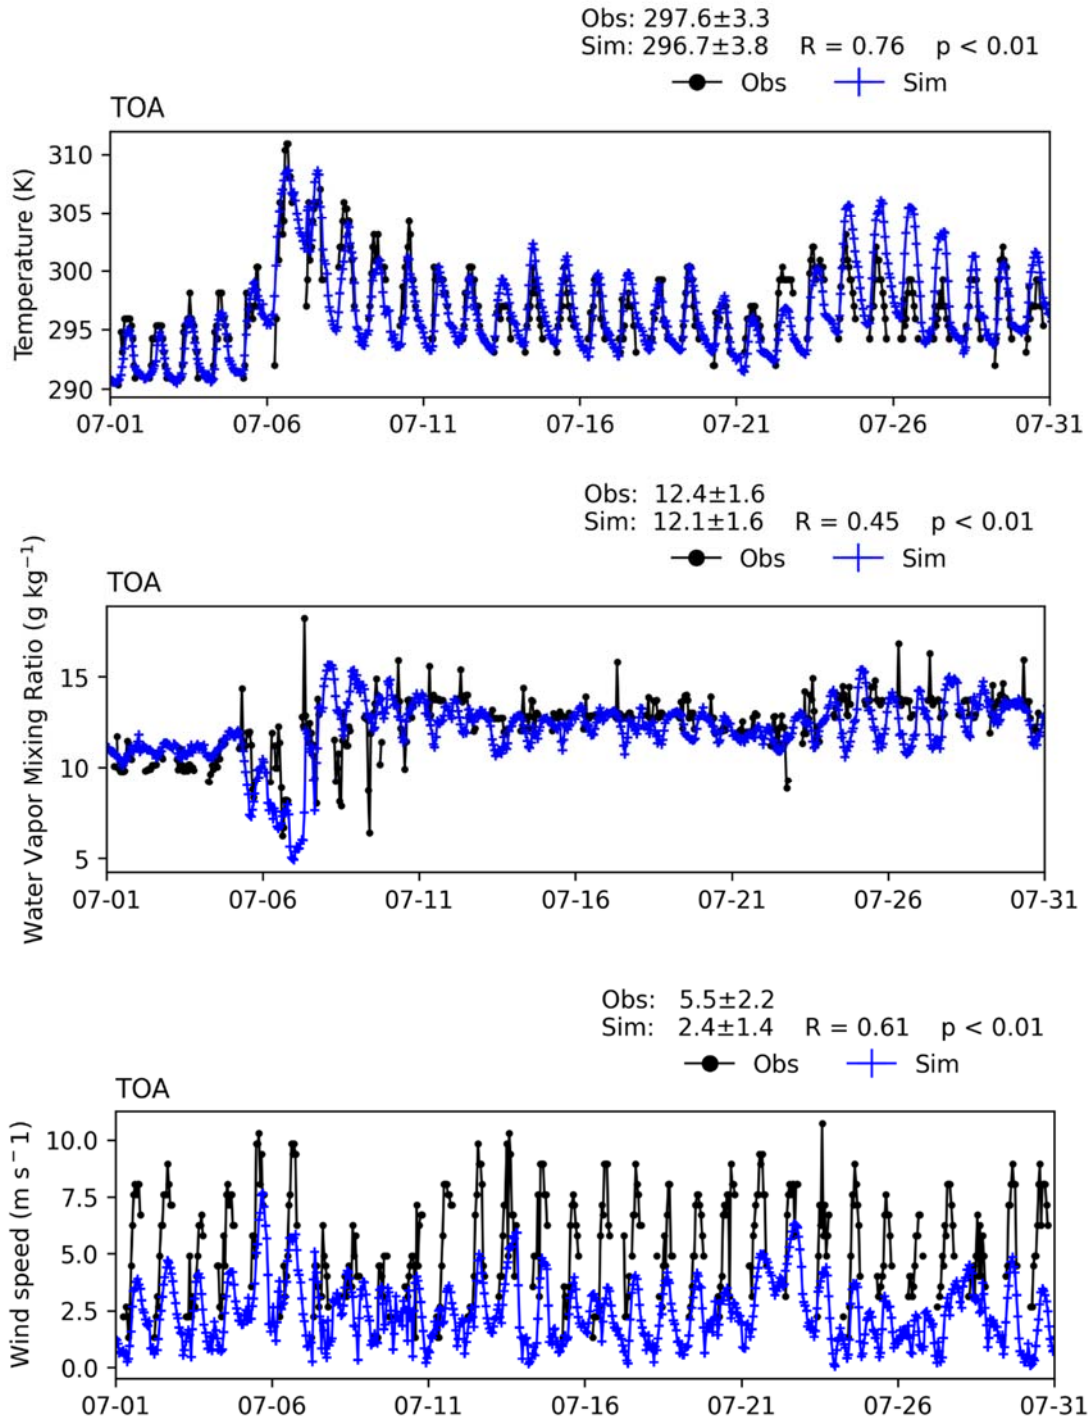 Obs: 297.6±3.3
Sim: 296.7±3.8 R = 0.76 p < 0.01
Obs Sim
TOA
Temperature (K)
310
305
300
295
290
07-01 07-06 07-11 07-16 07-21 07-26 07-31
Obs: 12.4±1.6
Sim: 12.1±1.6 R = 0.45 p < 0.01
Obs Sim
TOA
Water Vapor Mixing Ratio (g kg⁻¹)
15
10
5
07-01 07-06 07-11 07-16 07-21 07-26 07-31
Obs: 5.5±2.2
Sim: 2.4±1.4 R = 0.61 p < 0.01
Obs Sim
TOA
Wind speed (m s⁻1)
10.0
7.5
5.0
2.5
0.0
07-01 07-06 07-11 07-16 07-21 07-26 07-31